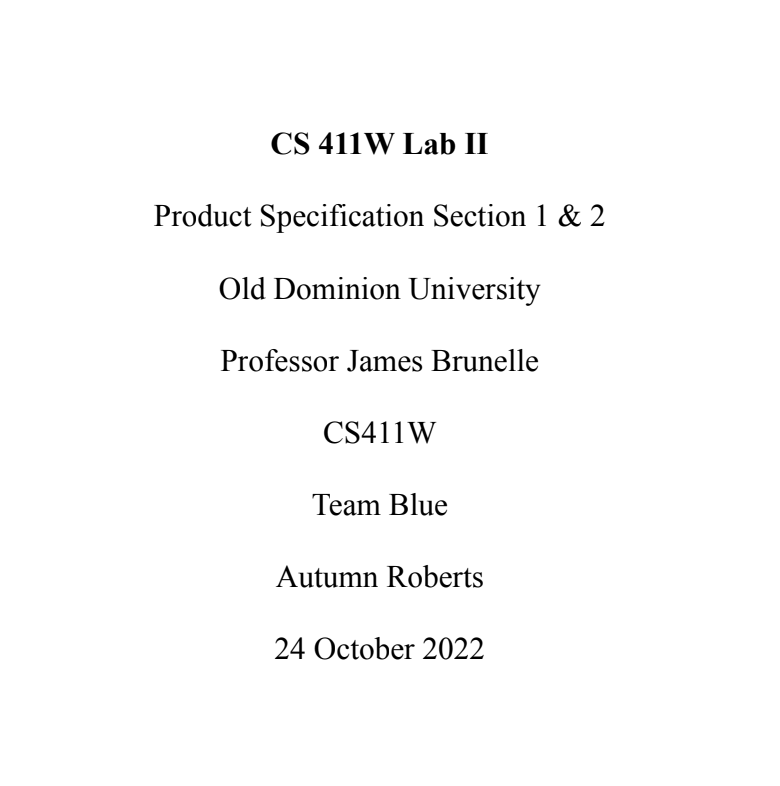 CS 411W Lab II
Product Specification Section 1 & 2
Old Dominion University
Professor James Brunelle
CS411W
Team Blue
Autumn Roberts
24 October 2022